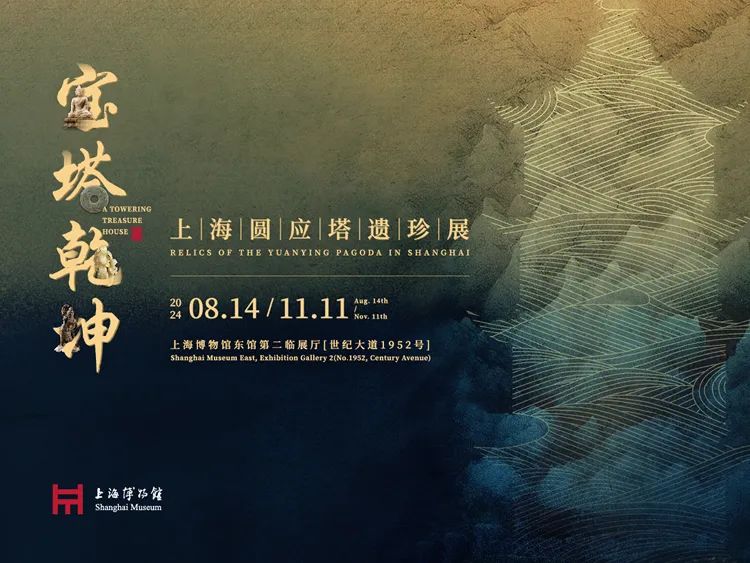 宝塔乾坤
A TOWERING
TREASURE
HOUSE
上海圆应塔遗珍展
RELICS OF THE YUANYING PAGODA IN SHANGHAI
2024 08.14/11.11 Aug. 14th / Nov. 11th
上海博物馆东馆第二临展厅[世纪大道1952号]
Shanghai Museum East, Exhibition Gallery 2(No.1952, Century Avenue)
上海博物馆
Shanghai Museum